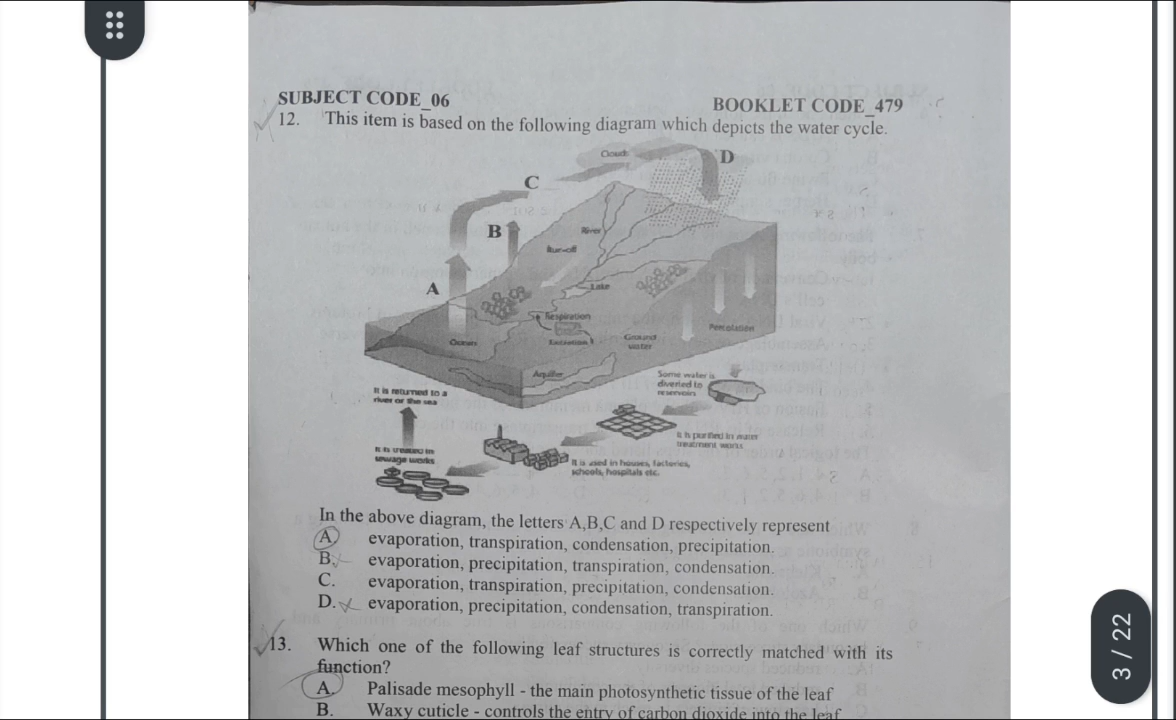 SUBJECT CODE_06 BOOKLET CODE_479
12. This item is based on the following diagram which depicts the water cycle.
Clouds
D
C
B
River
Run-off
A
Lake
Respiration
Percolation
Ground
water
Ocean
Excretion
Aquifer
Some water is
diverted to
reservoirs
It is returned to a
river or the sea
It is purified in water
treatment works
It is treated in
sewage works
It is used in houses, factories,
schools, hospitals etc.
In the above diagram, the letters A,B,C and D respectively represent
A evaporation, transpiration, condensation, precipitation.
B. evaporation, precipitation, transpiration, condensation.
C. evaporation, transpiration, precipitation, condensation.
D. evaporation, precipitation, condensation, transpiration.
13. Which one of the following leaf structures is correctly matched with its
function?
A. Palisade mesophyll - the main photosynthetic tissue of the leaf
B. Waxy cuticle - controls the entry of carbon dioxide into the leaf
3 / 22